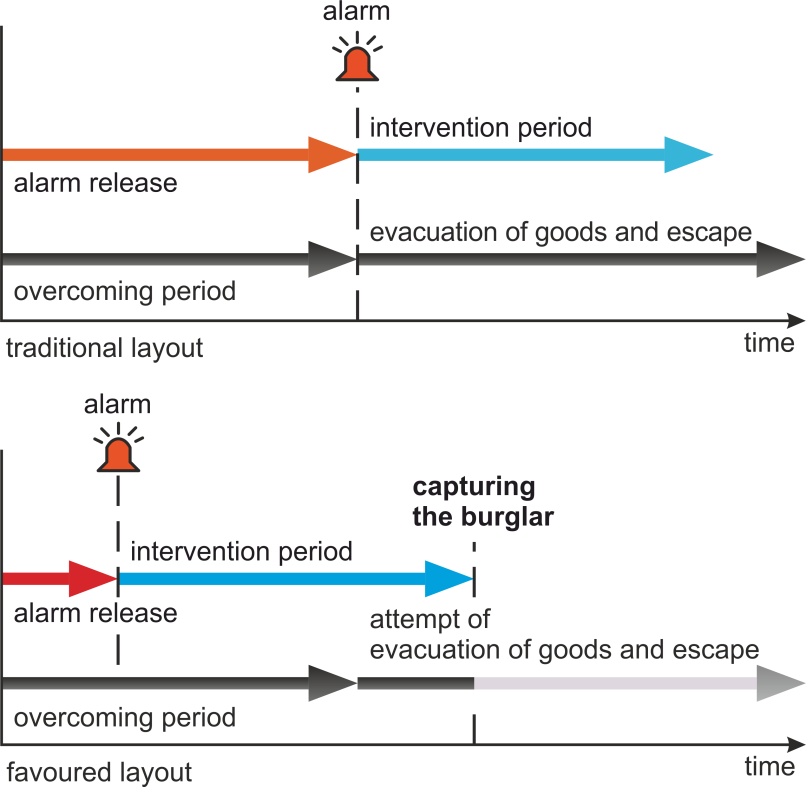 alarm
intervention period
alarm release
evacuation of goods and escape
overcoming period
time
traditional layout
alarm
capturing
the burglar
intervention period
alarm release
attempt of
evacuation of goods and escape
overcoming period
time
favoured layout